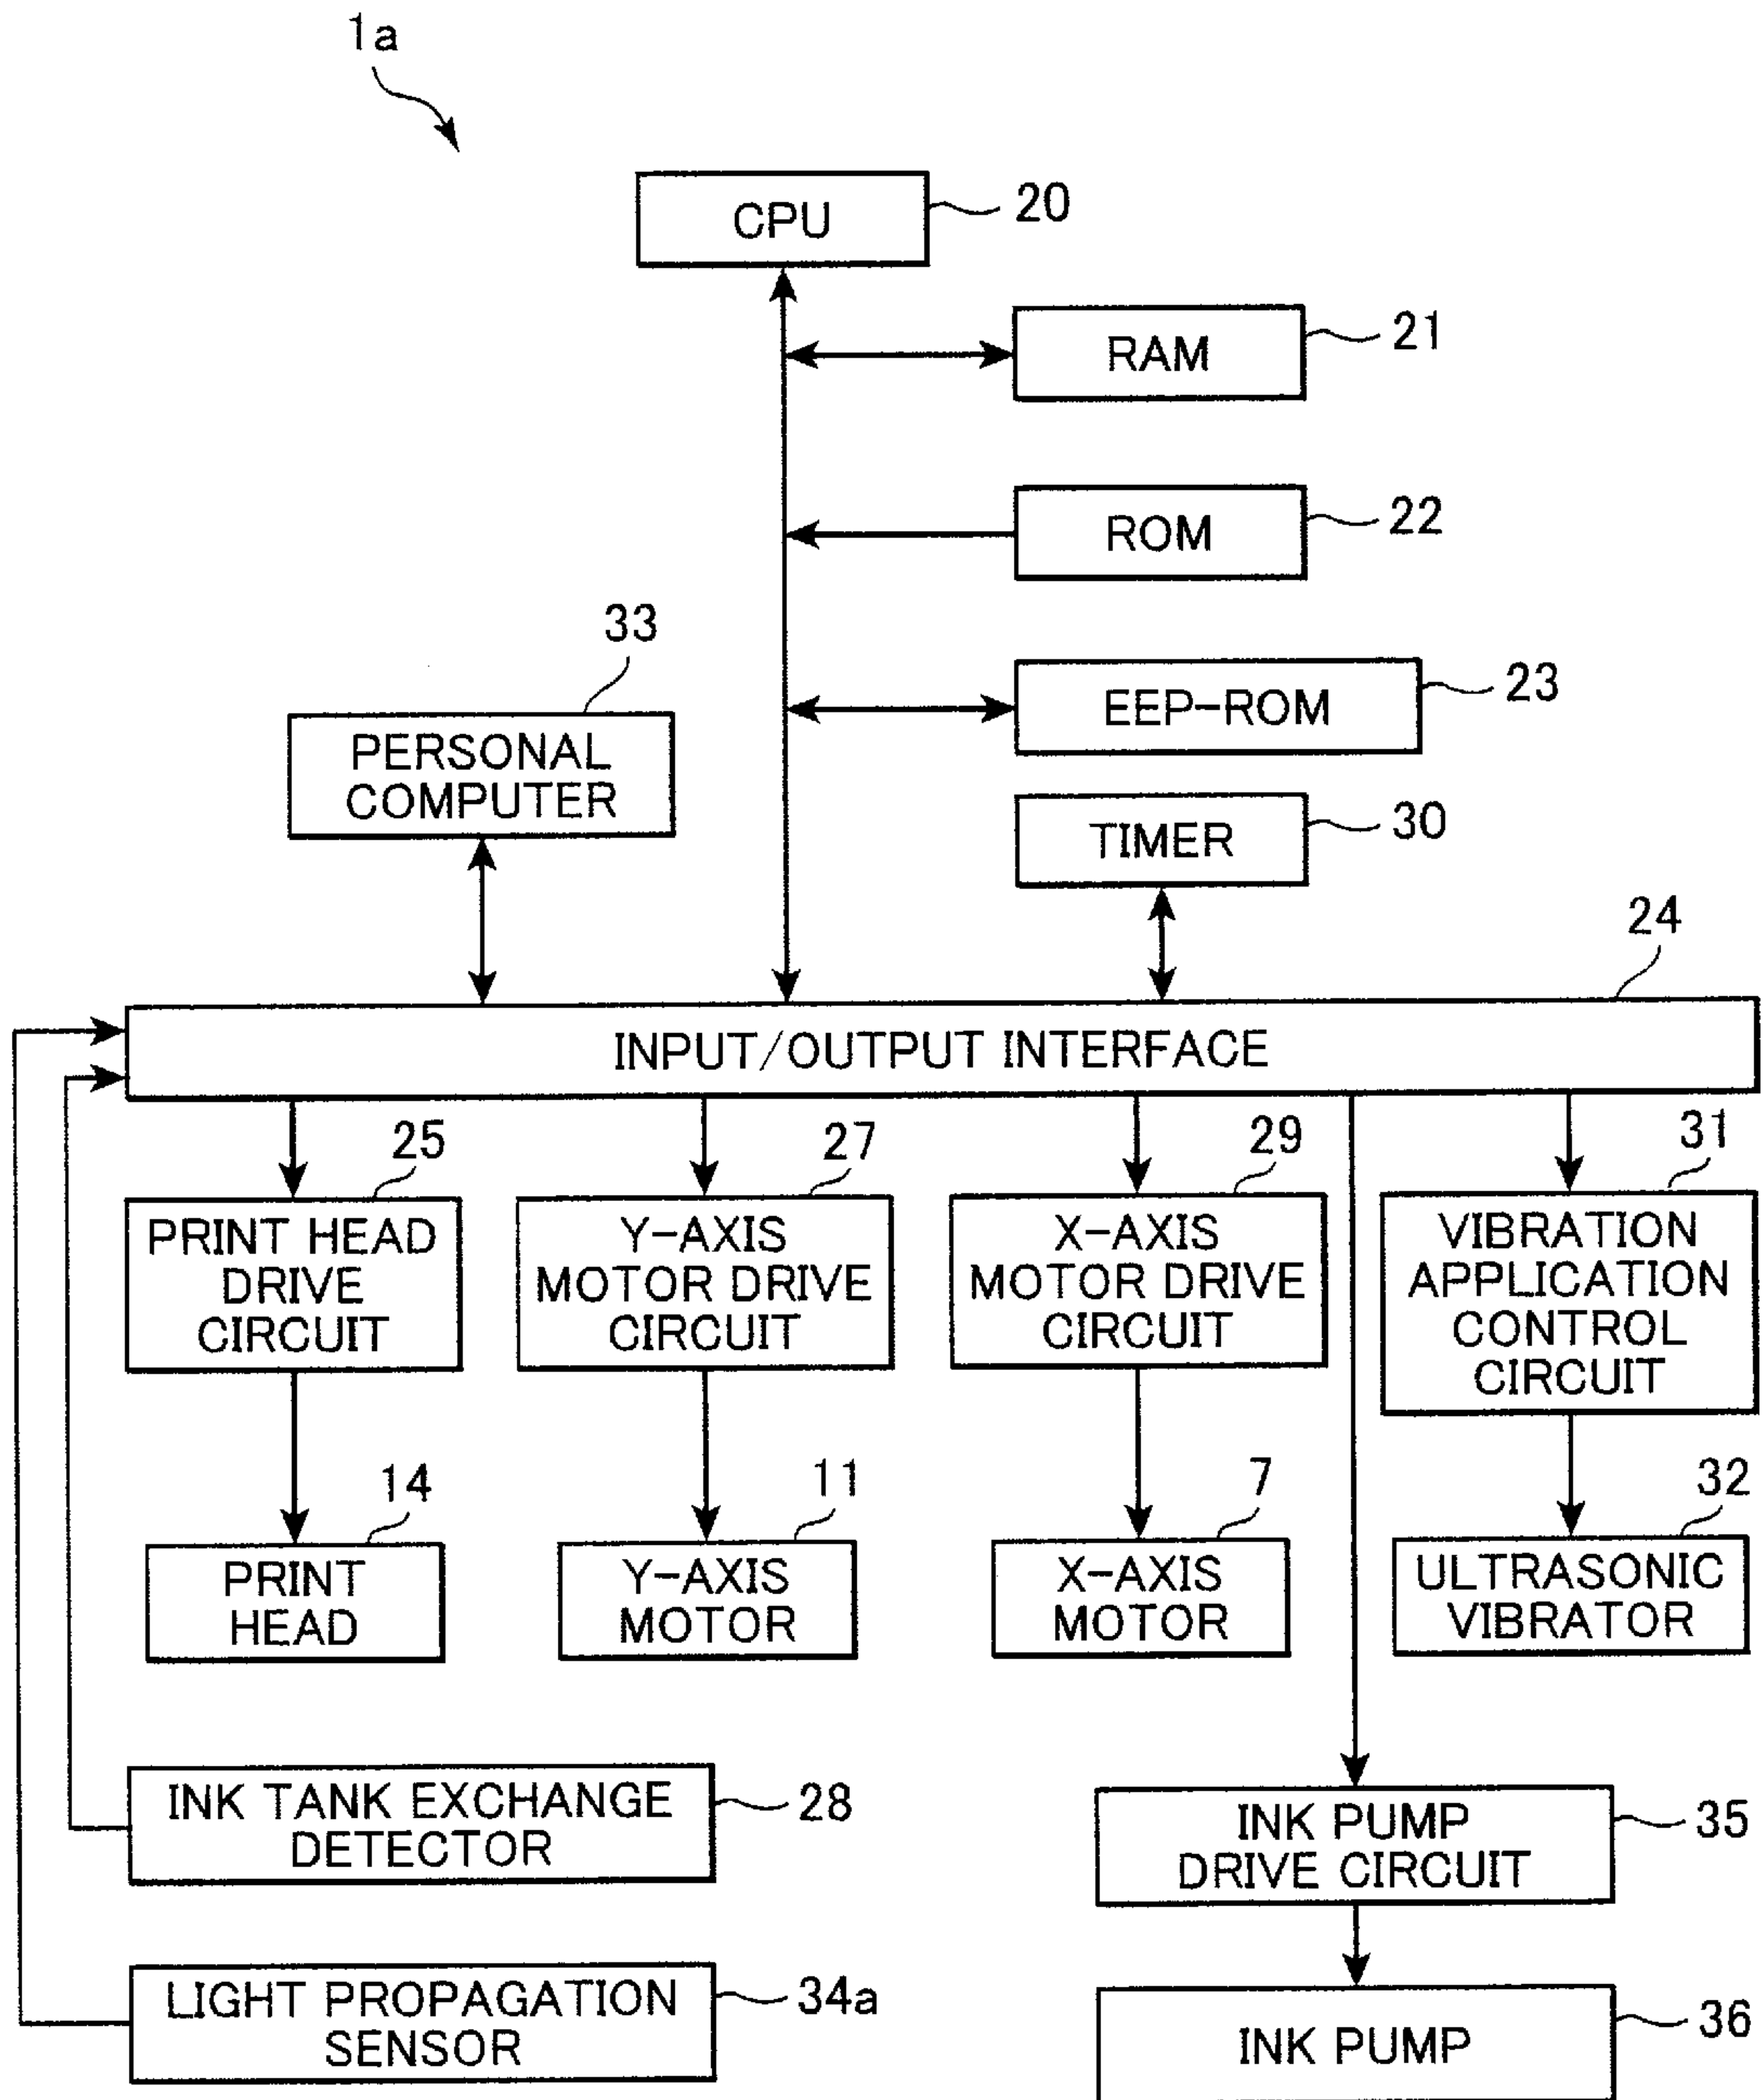 1a
CPU
20
RAM
21
ROM
22
33
EEP-ROM
23
PERSONAL
COMPUTER
TIMER
30
24
INPUT/OUTPUT INTERFACE
25
27
29
31
PRINT HEAD
DRIVE
CIRCUIT
Y-AXIS
MOTOR DRIVE
CIRCUIT
X-AXIS
MOTOR DRIVE
CIRCUIT
VIBRATION
APPLICATION
CONTROL
CIRCUIT
14
11
7
32
PRINT
HEAD
Y-AXIS
MOTOR
X-AXIS
MOTOR
ULTRASONIC
VIBRATOR
INK TANK EXCHANGE
DETECTOR
28
INK PUMP
DRIVE CIRCUIT
35
LIGHT PROPAGATION
SENSOR
34a
INK PUMP
36